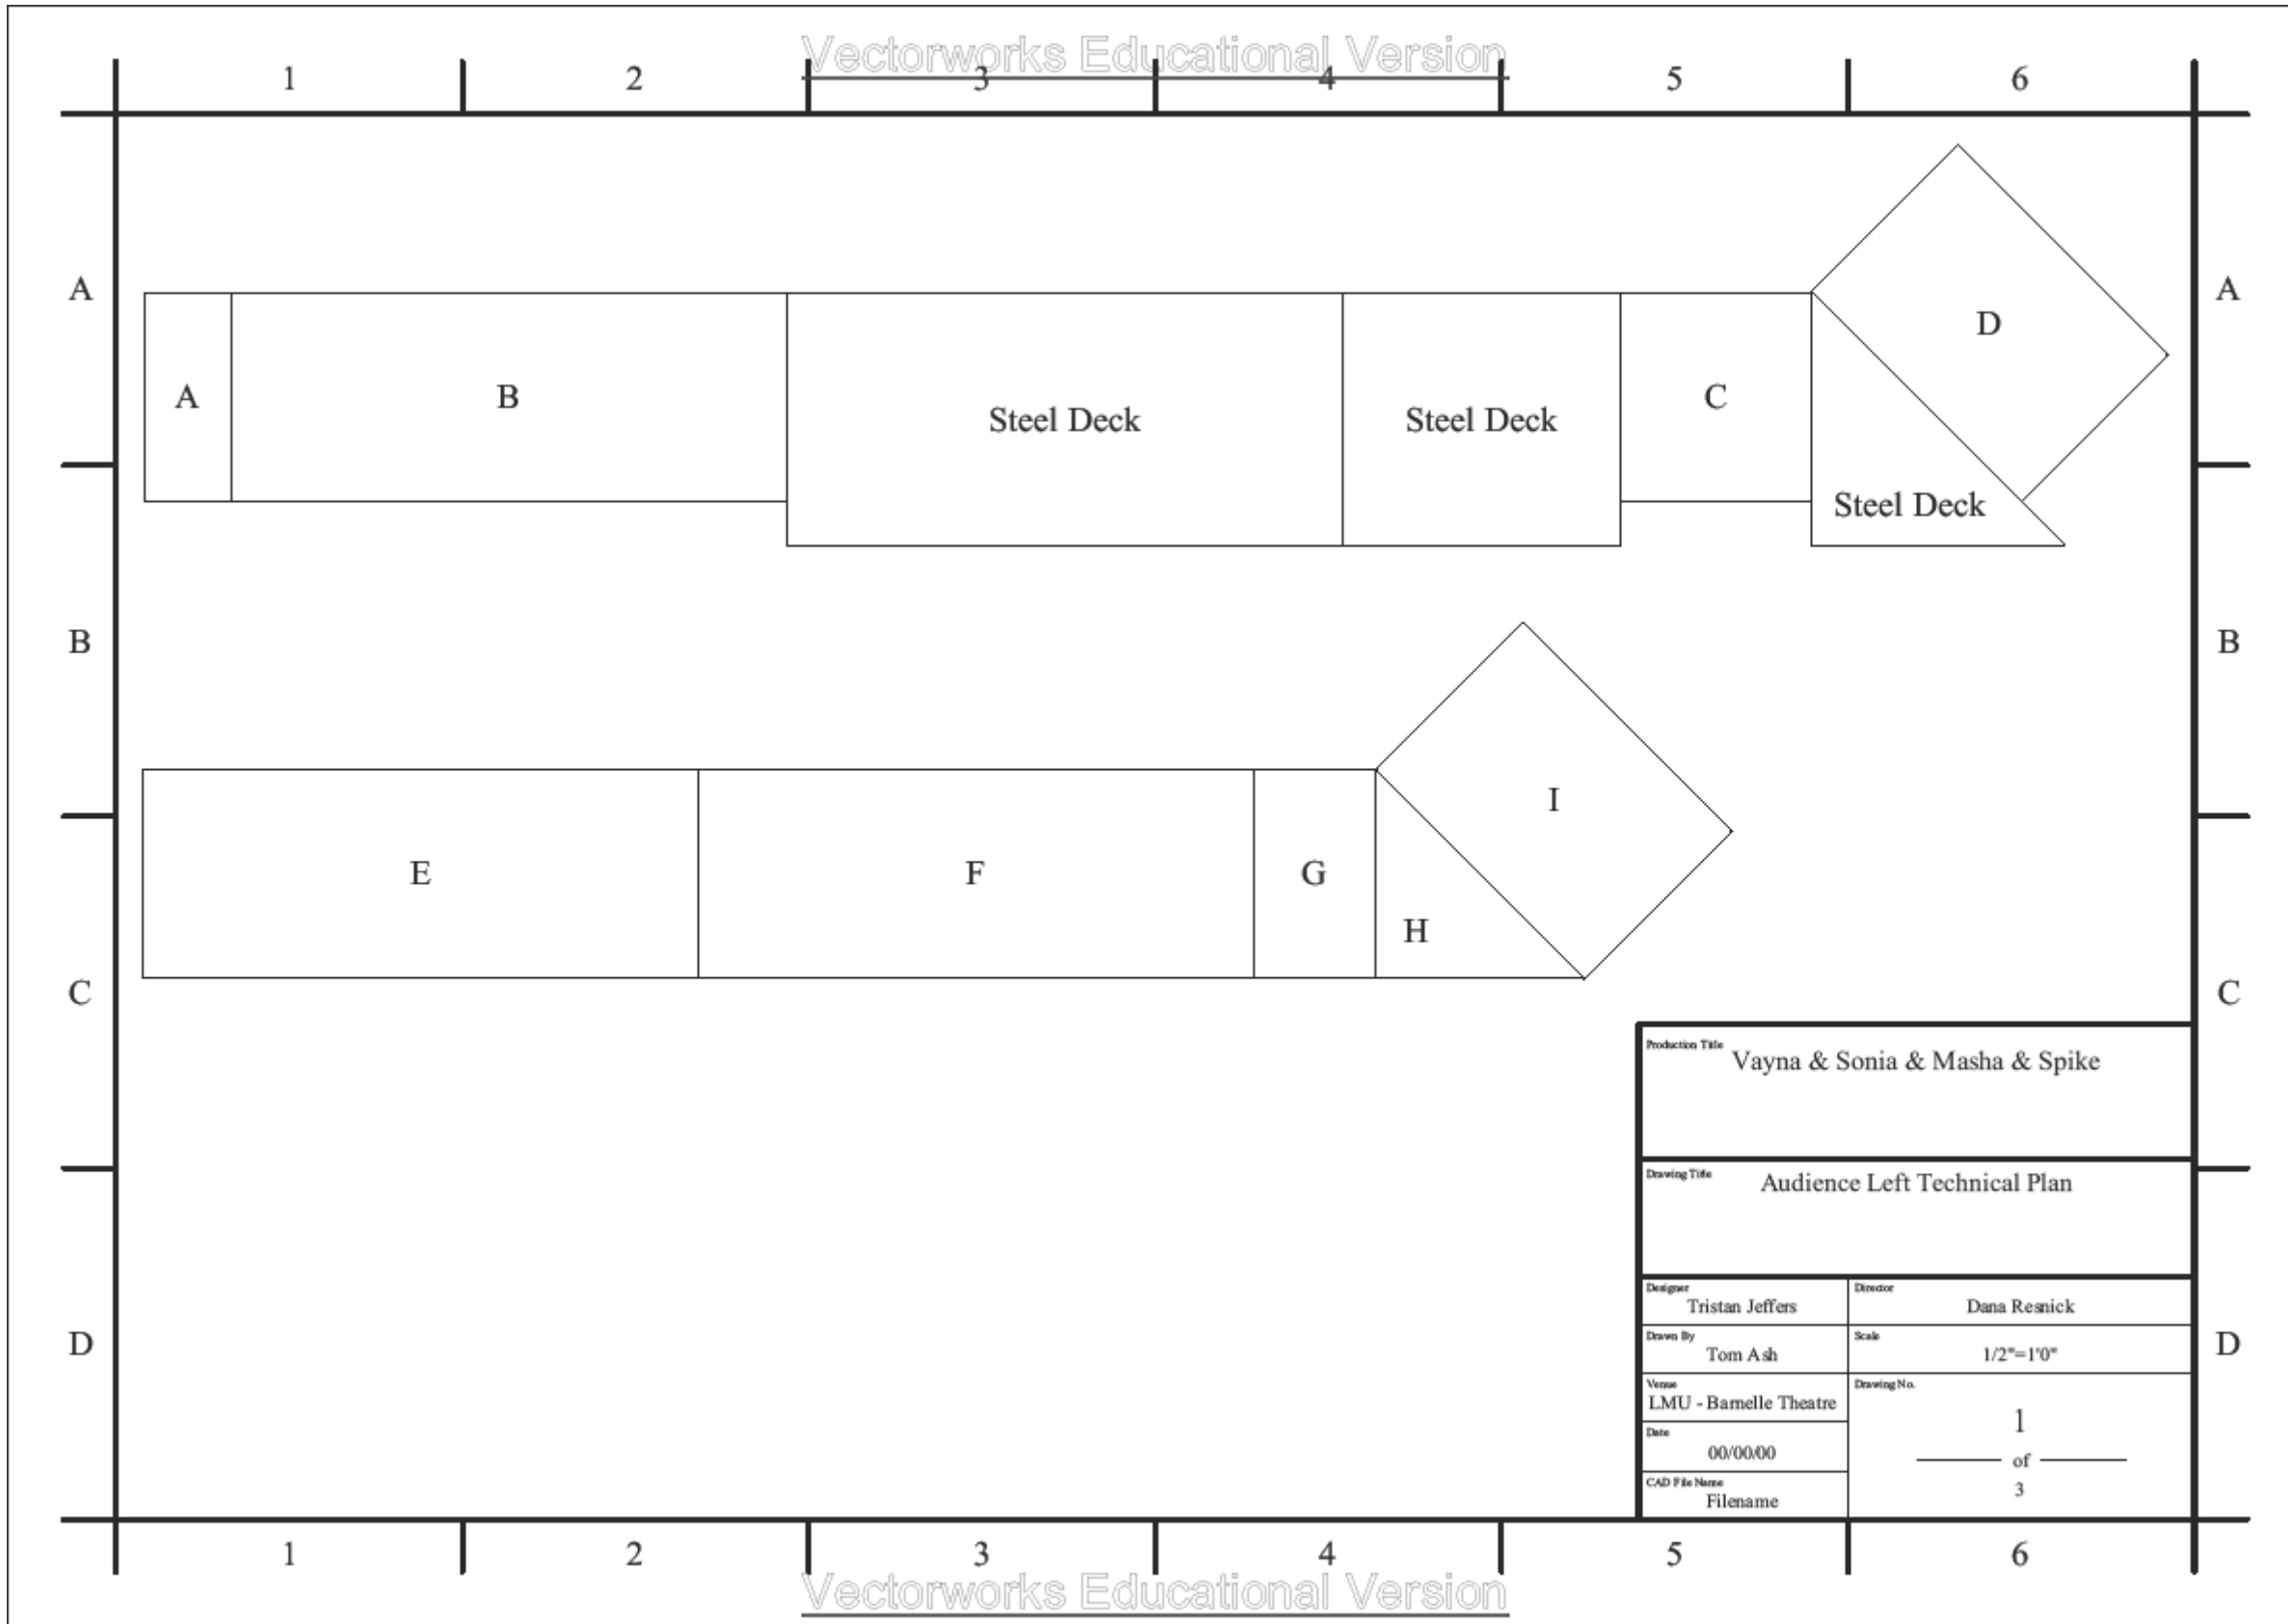 Vectorworks Educational Version
1 2 3 4 5 6
A A
D
A B C
Steel Deck Steel Deck
Steel Deck
B B
I
E F G
H
C C
Production Title
Vayna & Sonia & Masha & Spike
Drawing Title
Audience Left Technical Plan
Designer
Tristan Jeffers
Director
Dana Resnick
Drawn By
Tom Ash
Scale
1/2"=1'0"
D D
Venue
LMU - Barnelle Theatre
Date
00/00/00
CAD File Name
Filename
Drawing No.
1
of
3
1 2 3 4 5 6
Vectorworks Educational Version